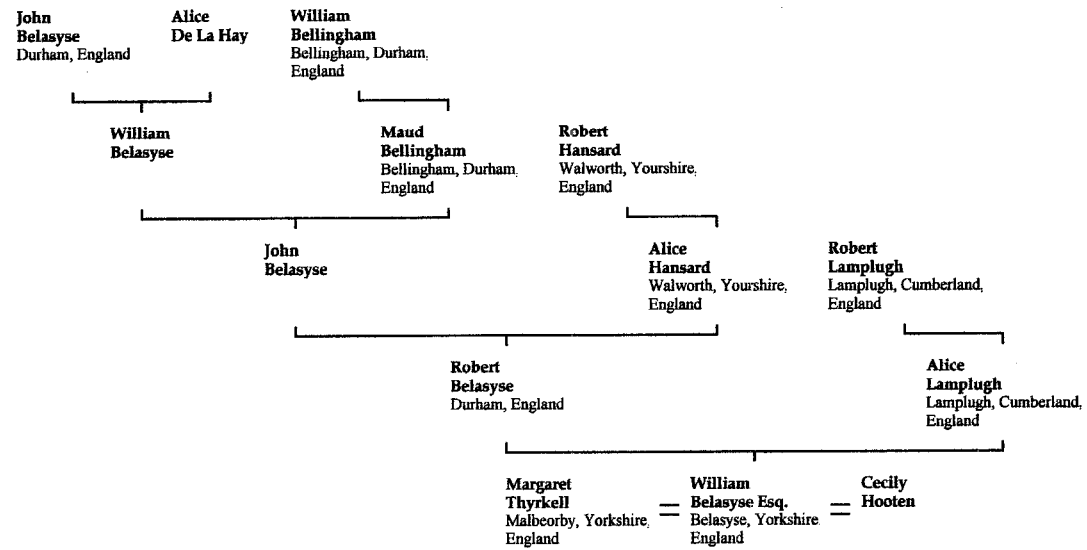 John
Belasyse
Durham, England
Alice
De La Hay
William
Bellingham
Bellingham, Durham,
England
William
Belasyse
Maud
Bellingham
Bellingham, Durham,
England
Robert
Hansard
Walworth, Yourshire,
England
John
Belasyse
Alice
Hansard
Walworth, Yourshire,
England
Robert
Lamplugh
Lamplugh, Cumberland,
England
Robert
Belasyse
Durham, England
Alice
Lamplugh
Lamplugh, Cumberland,
England
Margaret
Thyrkell
Malbeorby, Yorkshire,
England
=
William
Belasyse Esq.
Belasyse, Yorkshire
England
=
Cecily
Hooten